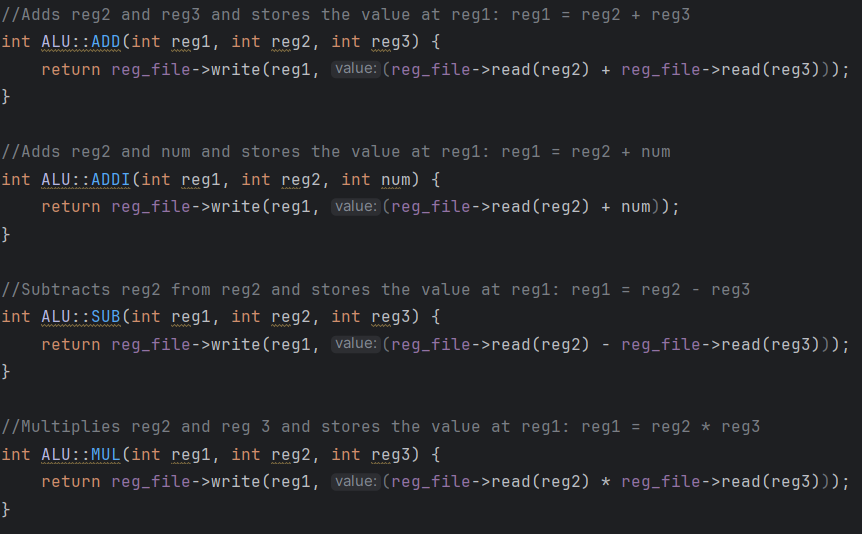 //Adds reg2 and reg3 and stores the value at reg1: reg1 = reg2 + reg3
int ALU::ADD(int reg1, int reg2, int reg3) {
    return reg_file->write(reg1, value:(reg_file->read(reg2) + reg_file->read(reg3)));
}

//Adds reg2 and num and stores the value at reg1: reg1 = reg2 + num
int ALU::ADDI(int reg1, int reg2, int num) {
    return reg_file->write(reg1, value:(reg_file->read(reg2) + num));
}

//Subtracts reg2 from reg2 and stores the value at reg1: reg1 = reg2 - reg3
int ALU::SUB(int reg1, int reg2, int reg3) {
    return reg_file->write(reg1, value:(reg_file->read(reg2) - reg_file->read(reg3)));
}

//Multiplies reg2 and reg 3 and stores the value at reg1: reg1 = reg2 * reg3
int ALU::MUL(int reg1, int reg2, int reg3) {
    return reg_file->write(reg1, value:(reg_file->read(reg2) * reg_file->read(reg3)));
}